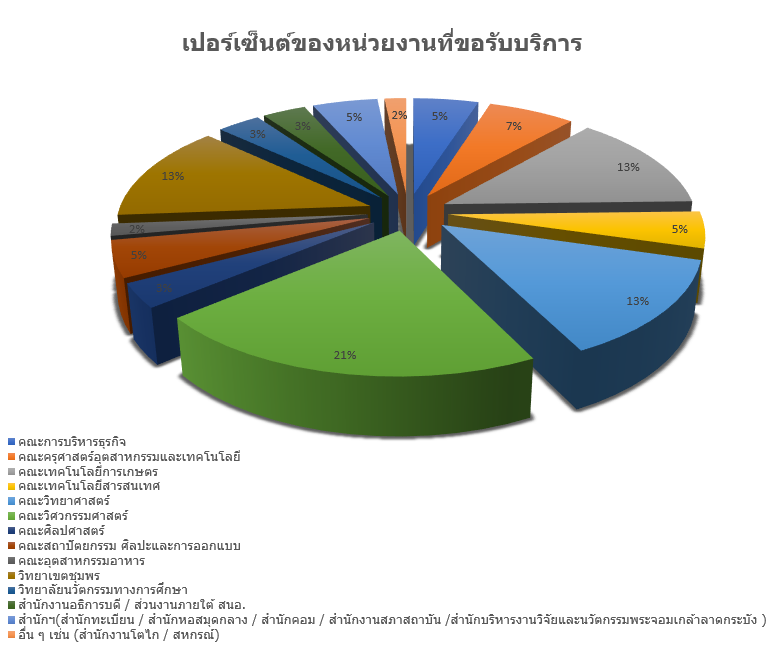 เปอร์เซ็นต์ของหน่วยงานที่ขอรับบริการ
5%
7%
13%
5%
13%
21%
3%
5%
2%
13%
3%
3%
5%
2%
คณะการบริหารธุรกิจ
คณะครุศาสตร์อุตสาหกรรมและเทคโนโลยี
คณะเทคโนโลยีการเกษตร
คณะเทคโนโลยีสารสนเทศ
คณะวิทยาศาสตร์
คณะวิศวกรรมศาสตร์
คณะศิลปศาสตร์
คณะสถาปัตยกรรม ศิลปะและการออกแบบ
คณะอุตสาหกรรมอาหาร
วิทยาเขตชุมพร
วิทยาลัยนวัตกรรมทางการศึกษา
สำนักงานอธิการบดี / ส่วนงานภายใต้ สนอ.
สำนักฯ(สำนักทะเบียน / สำนักหอสมุดกลาง / สำนักคอม / สำนักงานสภาสถาบัน /สำนักบริหารงานวิจัยและนวัตกรรมพระจอมเกล้าลาดกระบัง )
อื่น ๆ เช่น (สำนักงานโตไก / สหกรณ์)